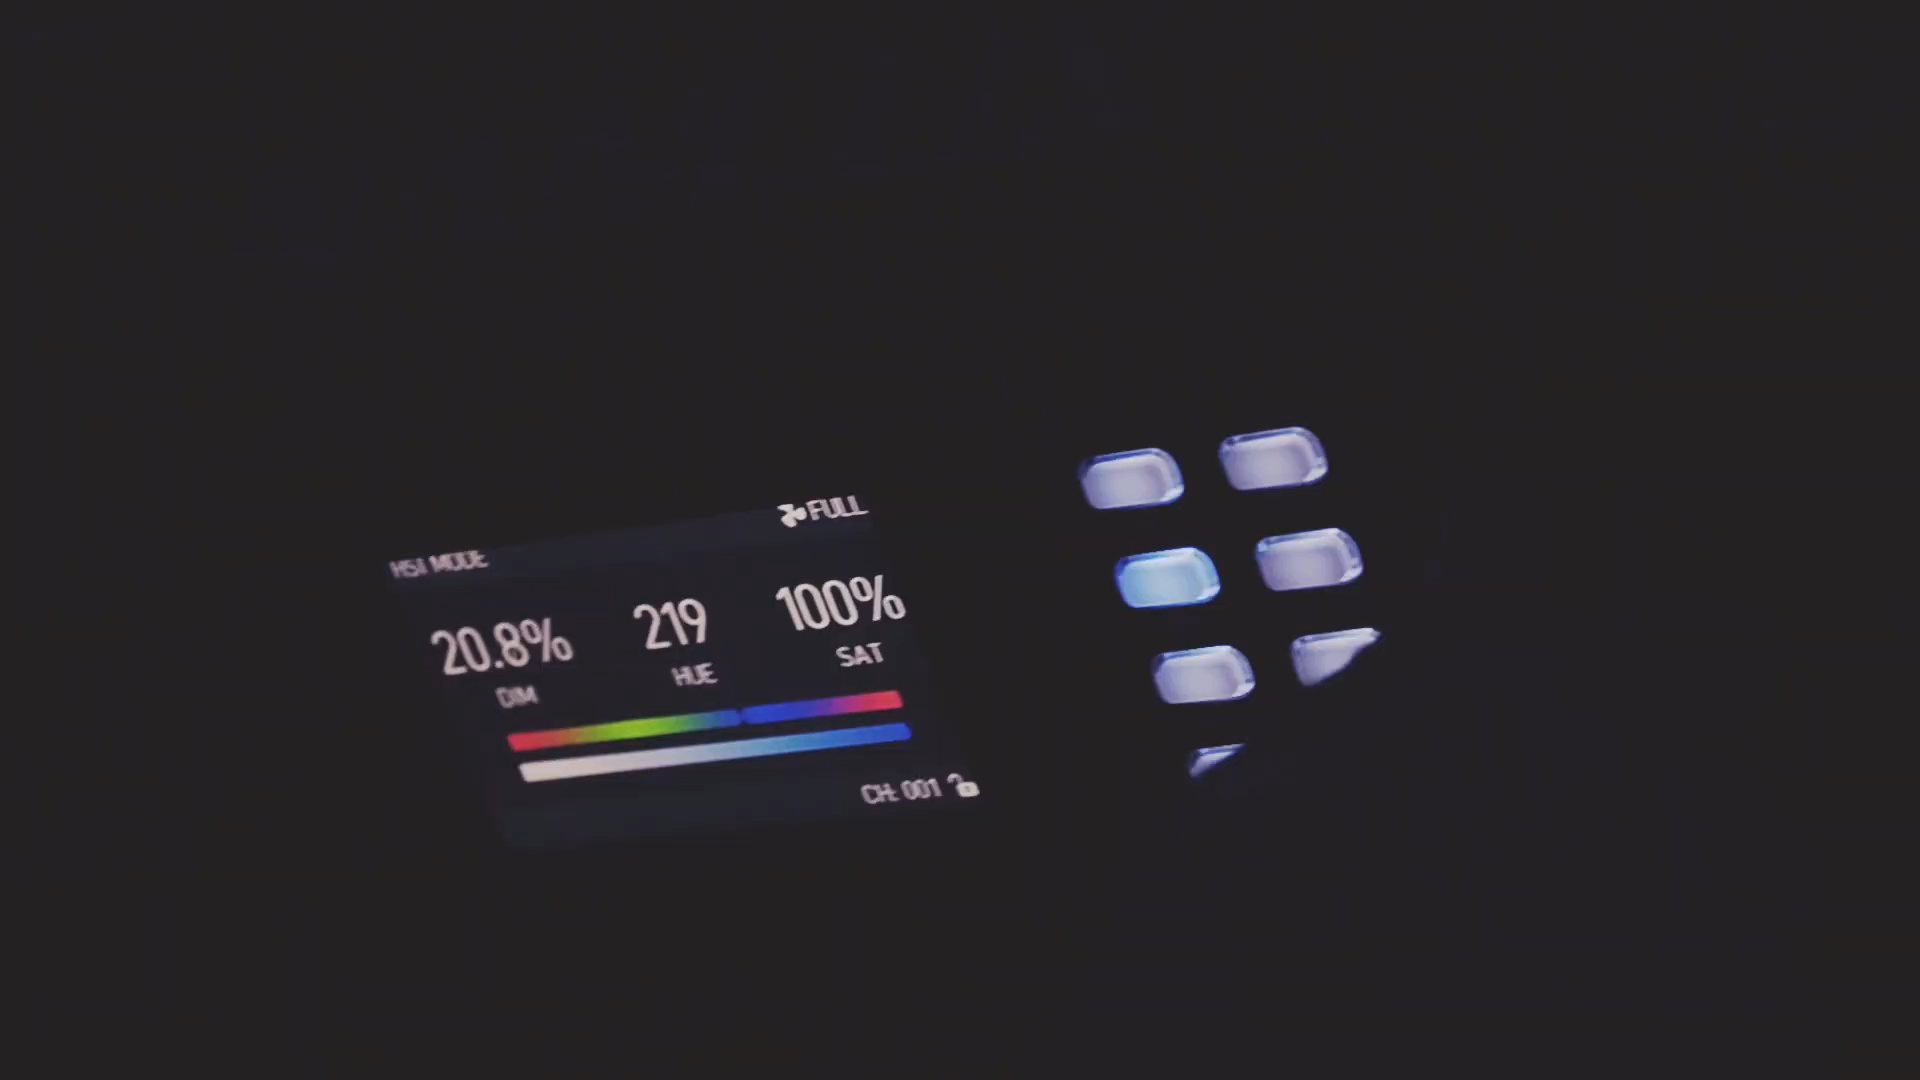 HSI MODE
FULL
20.8% 219 100%
DIM HUE SAT
CH: 001